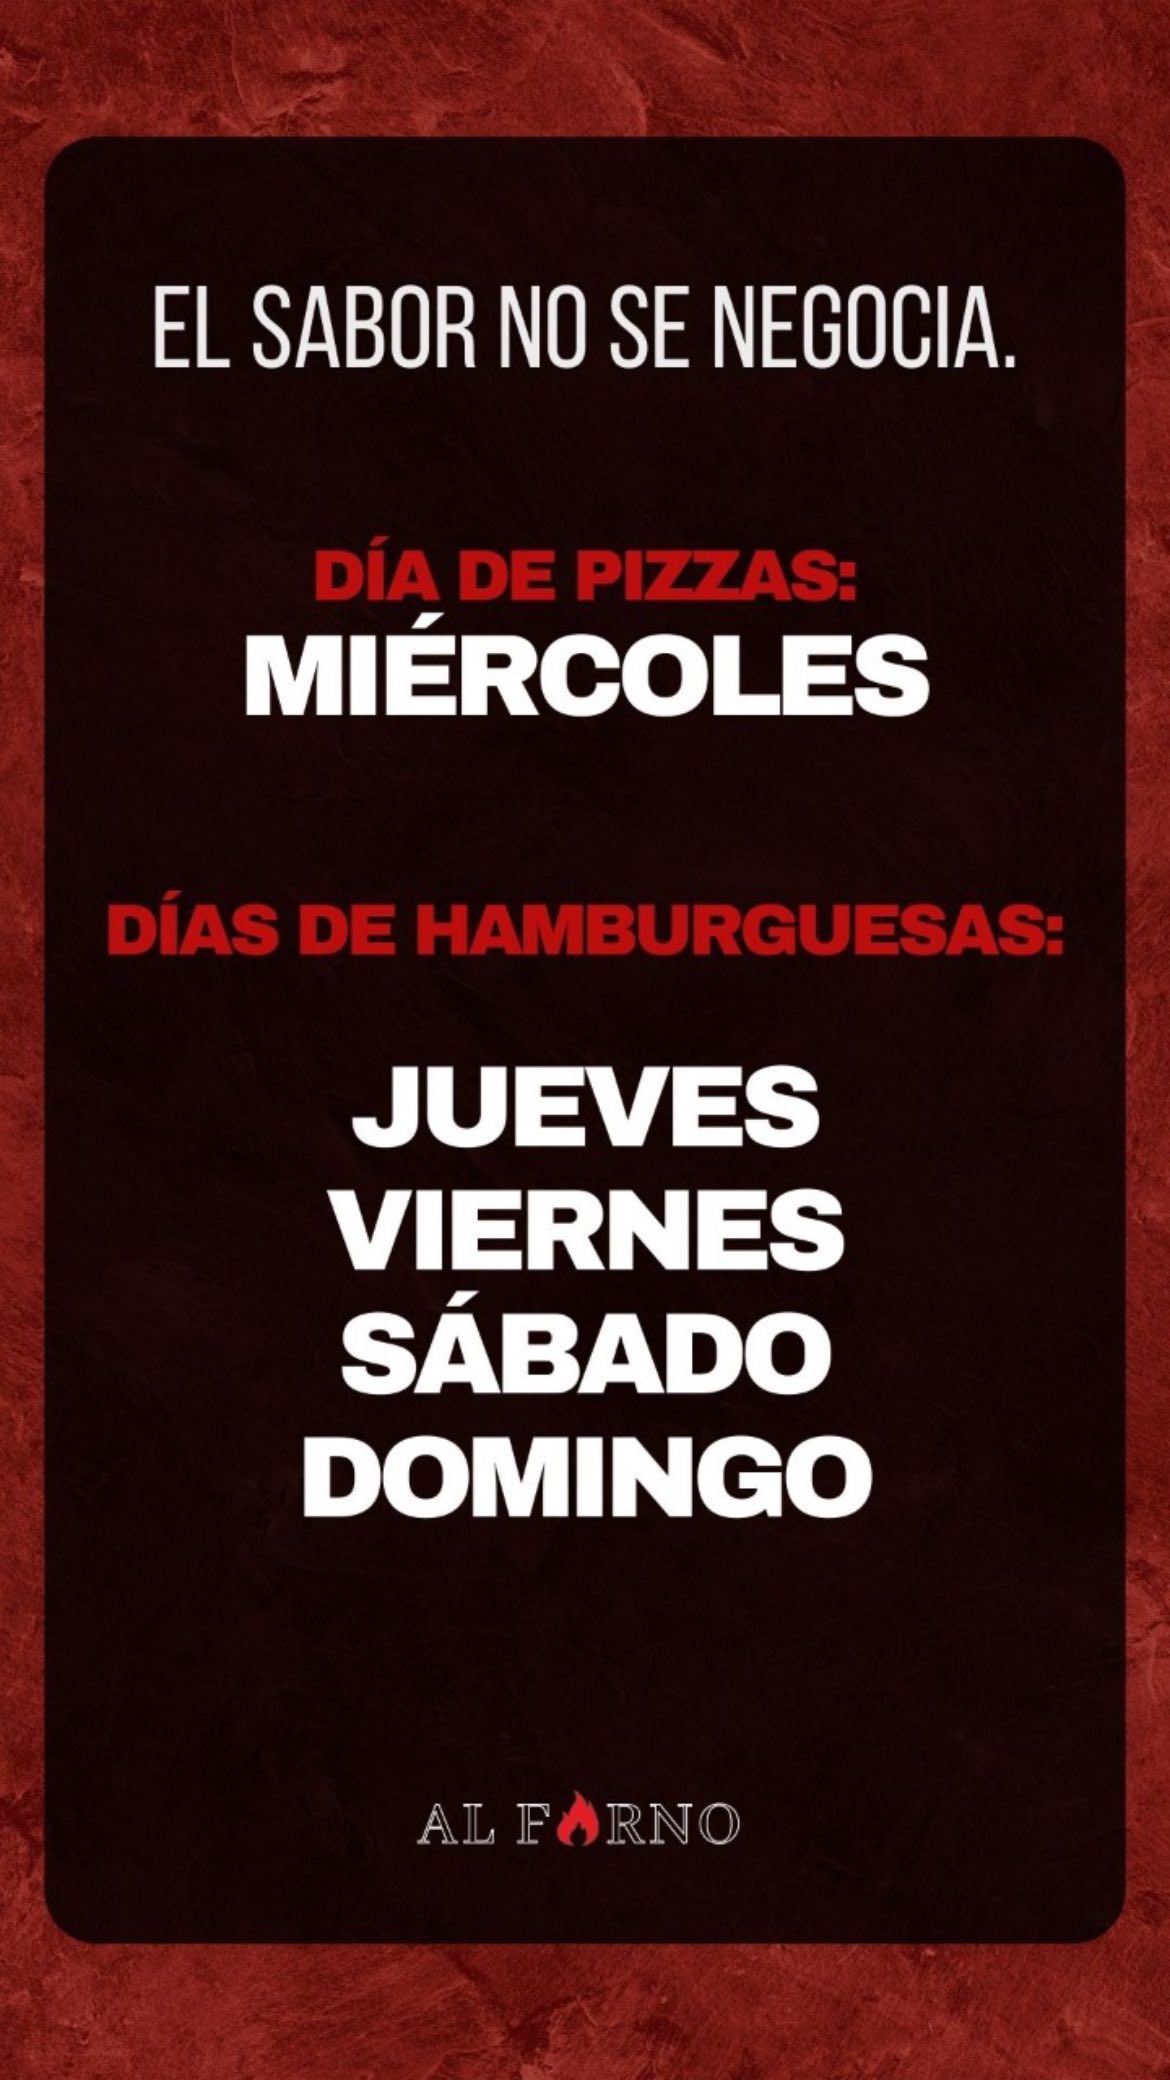 EL SABOR NO SE NEGOCIA.
DÍA DE PIZZAS:
MIÉRCOLES
DÍAS DE HAMBURGUESAS:
JUEVES
VIERNES
SÁBADO
DOMINGO
AL FORNO